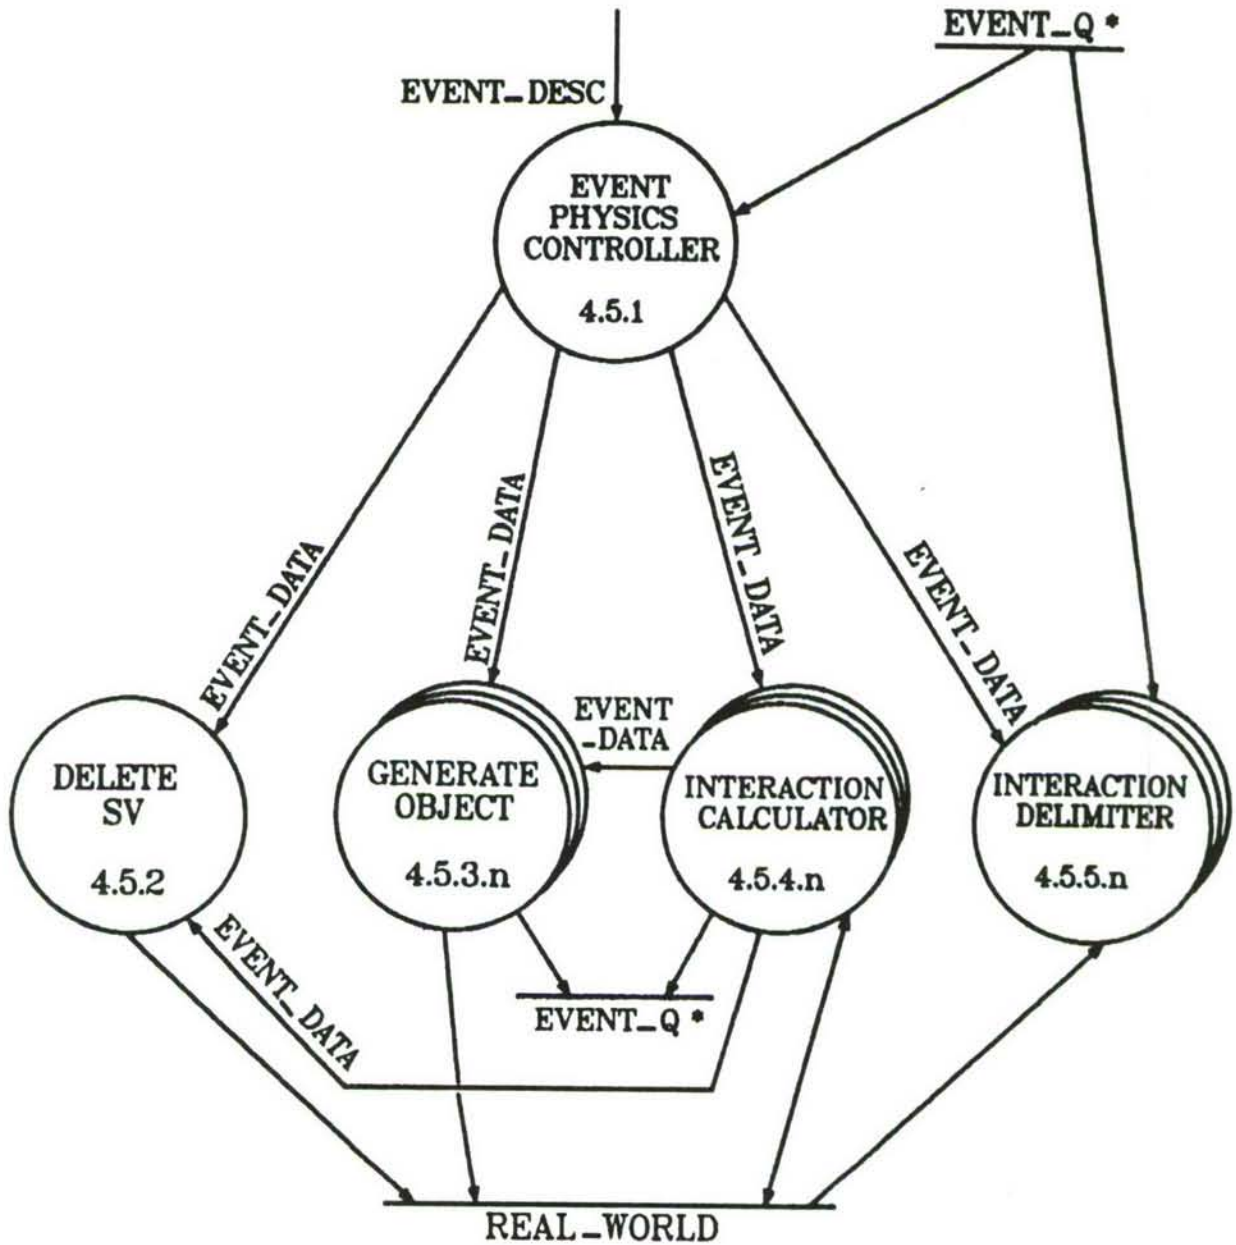 EVENT_Q *
EVENT_DESC
EVENT
PHYSICS
CONTROLLER
4.5.1
EVENT_DATA
EVENT_DATA
EVENT_DATA
EVENT_DATA
EVENT
_DATA
DELETE
SV
4.5.2
GENERATE
OBJECT
4.5.3.n
INTERACTION
CALCULATOR
4.5.4.n
INTERACTION
DELIMITER
4.5.5.n
EVENT_DATA
EVENT_Q *
REAL_WORLD